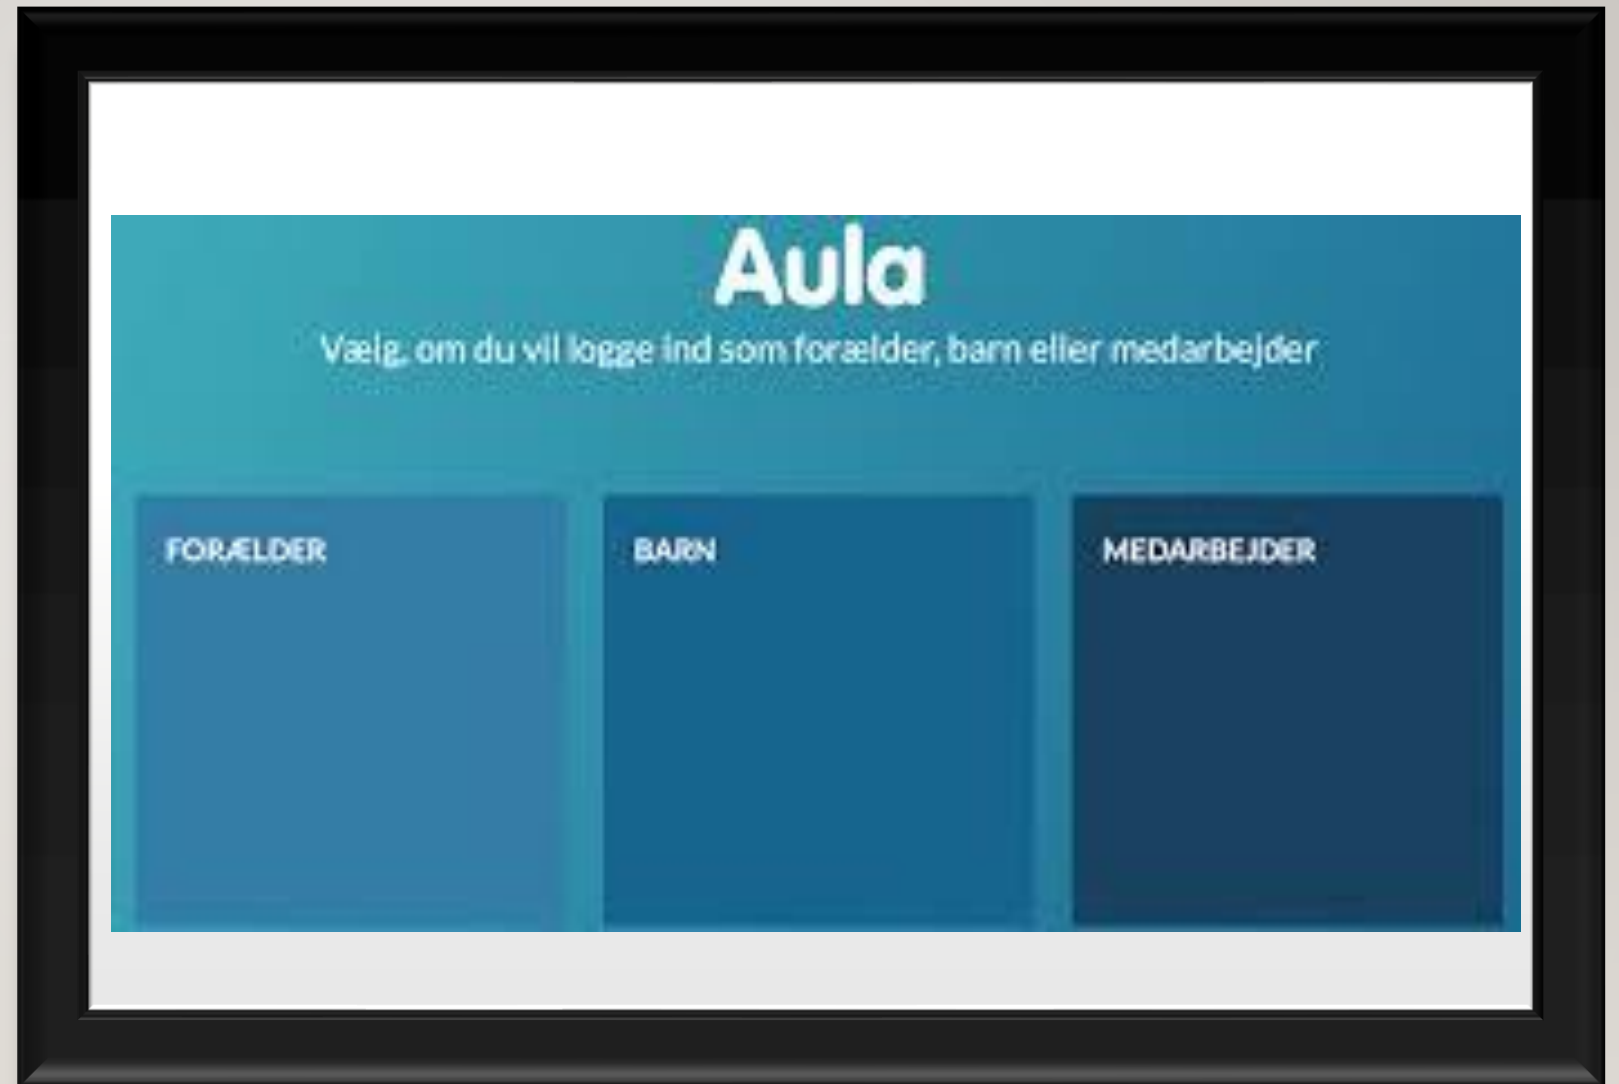 Aula
Vælg, om du vil logge ind som forælder, barn eller medarbejder
FORÆLDER
BARN
MEDARBEJDER